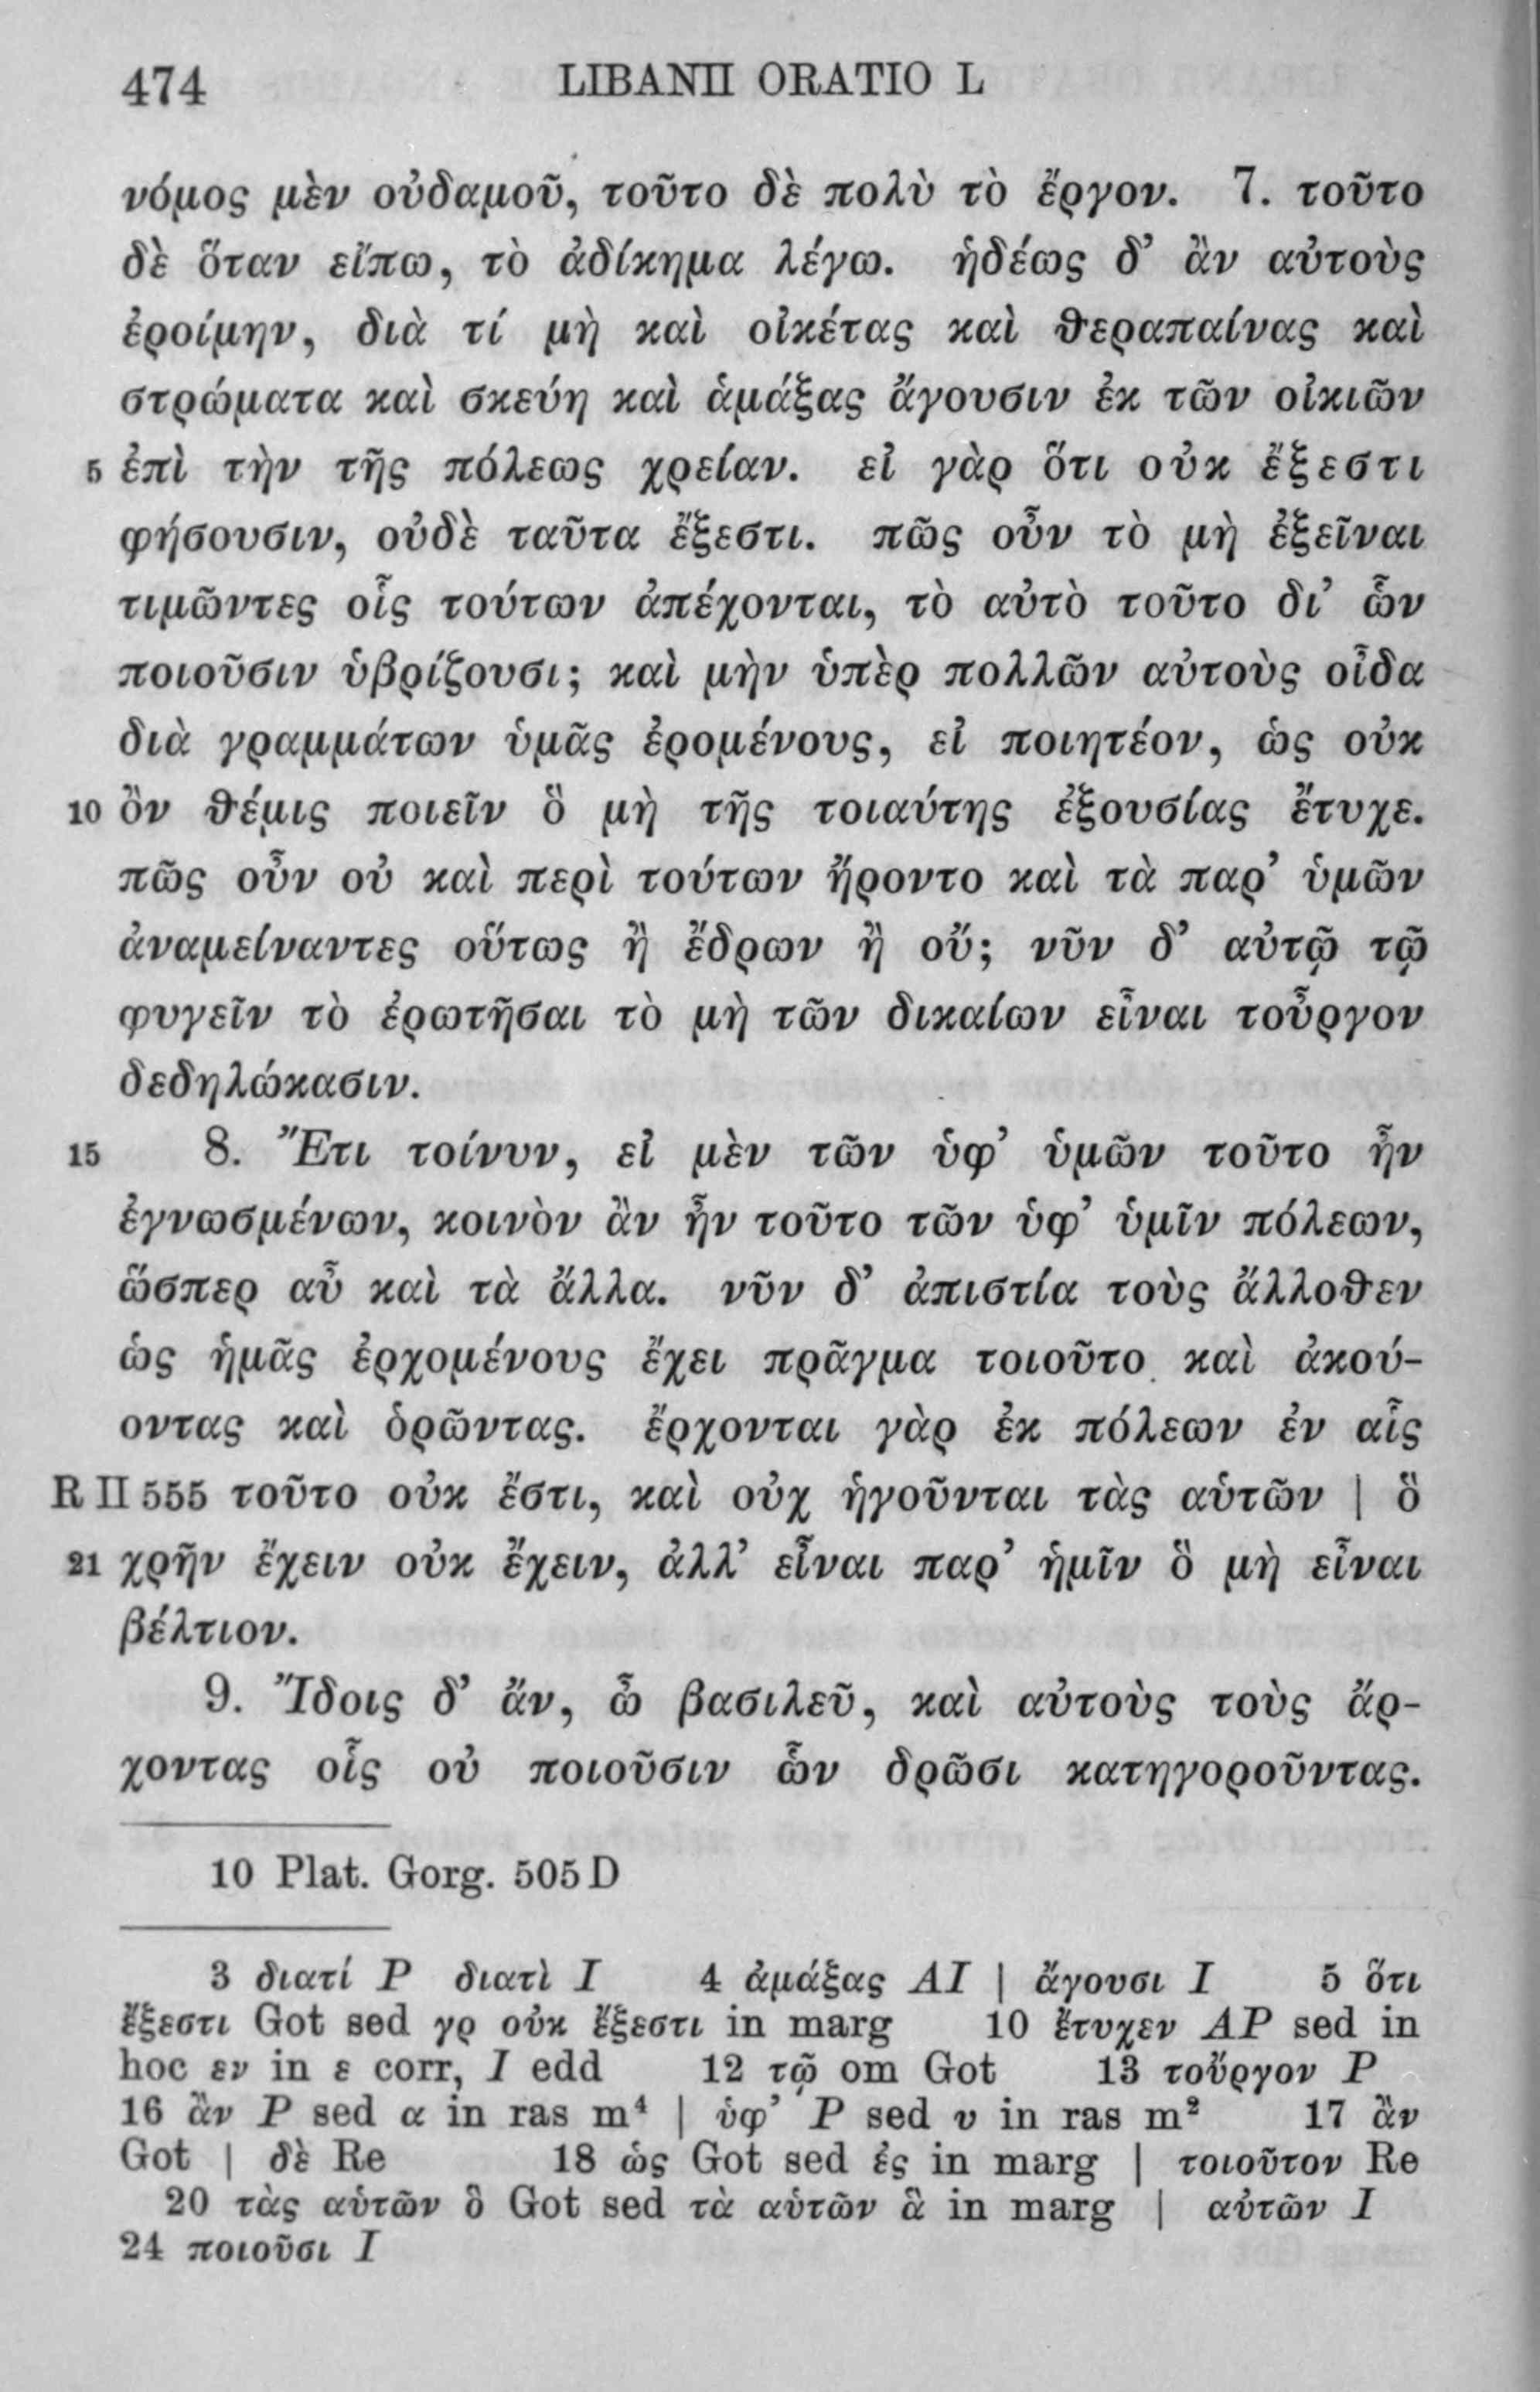 474 LIBANII ORATIO L
νόμος μὲν οὐδαμοῦ, τοῦτο δὲ πολὺ τὸ ἔργον. 7. τοῦτο
δὲ ὅταν εἴπω, τὸ ἀδίκημα λέγω. ἡδέως δ’ ἂν αὐτοὺς
ἐροίμην, διὰ τί μὴ καὶ οἰκέτας καὶ θεραπαίνας καὶ
στρώματα καὶ σκεύη καὶ ἁμάξας ἄγουσιν ἐκ τῶν οἰκιῶν
5 ἐπὶ τὴν τῆς πόλεως χρείαν. εἰ γὰρ ὅτι οὐκ ἔξεστι
φήσουσιν, οὐδὲ ταῦτα ἔξεστι. πῶς οὖν τὸ μὴ ἐξεῖναι
τιμῶντες οἷς τούτων ἀπέχονται, τὸ αὐτὸ τοῦτο δι’ ὧν
ποιοῦσιν ὑβρίζουσι; καὶ μὴν ὑπὲρ πολλῶν αὐτοὺς οἶδα
διὰ γραμμάτων ὑμᾶς ἐρομένους, εἰ ποιητέον, ὡς οὐκ
10 ὂν θέμις ποιεῖν ὃ μὴ τῆς τοιαύτης ἐξουσίας ἔτυχε.
πῶς οὖν οὐ καὶ περὶ τούτων ἤροντο καὶ τὰ παρ’ ὑμῶν
ἀναμείναντες οὕτως ἢ ἔδρων ἢ οὔ; νῦν δ’ αὐτῷ τῷ
φυγεῖν τὸ ἐρωτῆσαι τὸ μὴ τῶν δικαίων εἶναι τοὖργον
δεδηλώκασιν.
15 8. Ἔτι τοίνυν, εἰ μὲν τῶν ὑφ’ ὑμῶν τοῦτο ἦν
ἐγνωσμένων, κοινὸν ἂν ἦν τοῦτο τῶν ὑφ’ ὑμῖν πόλεων,
ὥσπερ αὖ καὶ τὰ ἄλλα. νῦν δ’ ἀπιστία τοὺς ἄλλοθεν
ὡς ἡμᾶς ἐρχομένους ἔχει πρᾶγμα τοιοῦτο καὶ ἀκού-
οντας καὶ ὁρῶντας. ἔρχονται γὰρ ἐκ πόλεων ἐν αἷς
R II 555 τοῦτο οὐκ ἔστι, καὶ οὐχ ἡγοῦνται τὰς αὑτῶν | ὃ
21 χρῆν ἔχειν οὐκ ἔχειν, ἀλλ’ εἶναι παρ’ ἡμῖν ὃ μὴ εἶναι
βέλτιον.
9. Ἴδοις δ’ ἄν, ὦ βασιλεῦ, καὶ αὐτοὺς τοὺς ἄρ-
χοντας οἷς οὐ ποιοῦσιν ὧν δρῶσι κατηγοροῦντας.
10 Plat. Gorg. 505 D
3 διατί P διατὶ I 4 ἀμάξας AI | ἄγουσι I 5 ὅτι
ἔξεστι Got sed γρ οὐκ ἔξεστι in marg 10 ἔτυχεν AP sed in
hoc εν in ε corr, I edd 12 τῷ om Got 13 τοὔργον P
16 ἂν P sed α in ras m⁴ | ὑφ’ P sed υ in ras m² 17 ἂν
Got | δὲ Re 18 ὡς Got sed ἐς in marg | τοιοῦτον Re
20 τὰς αὑτῶν ὃ Got sed τὰ αὑτῶν ἃ in marg | αὐτῶν I
24 ποιοῦσι I